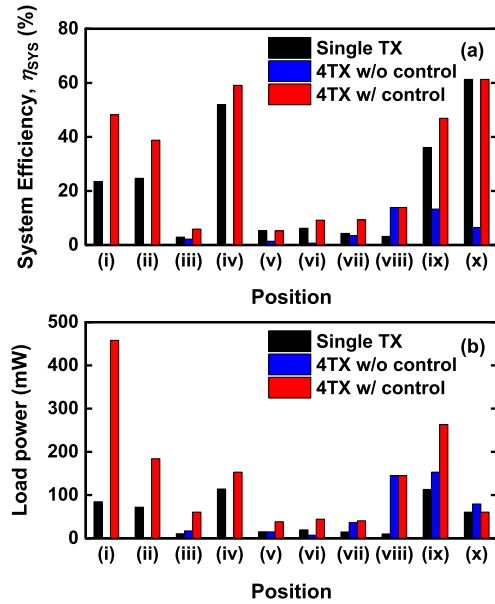 80
(a)
Single TX
4TX w/o control
4TX w/ control
60
40
20
0
System Efficiency, ηSYS (%)
(i) (ii) (iii) (iv) (v) (vi) (vii) (viii) (ix) (x)
Position
500
(b)
Single TX
4TX w/o control
4TX w/ control
400
300
200
100
0
Load power (mW)
(i) (ii) (iii) (iv) (v) (vi) (vii) (viii) (ix) (x)
Position